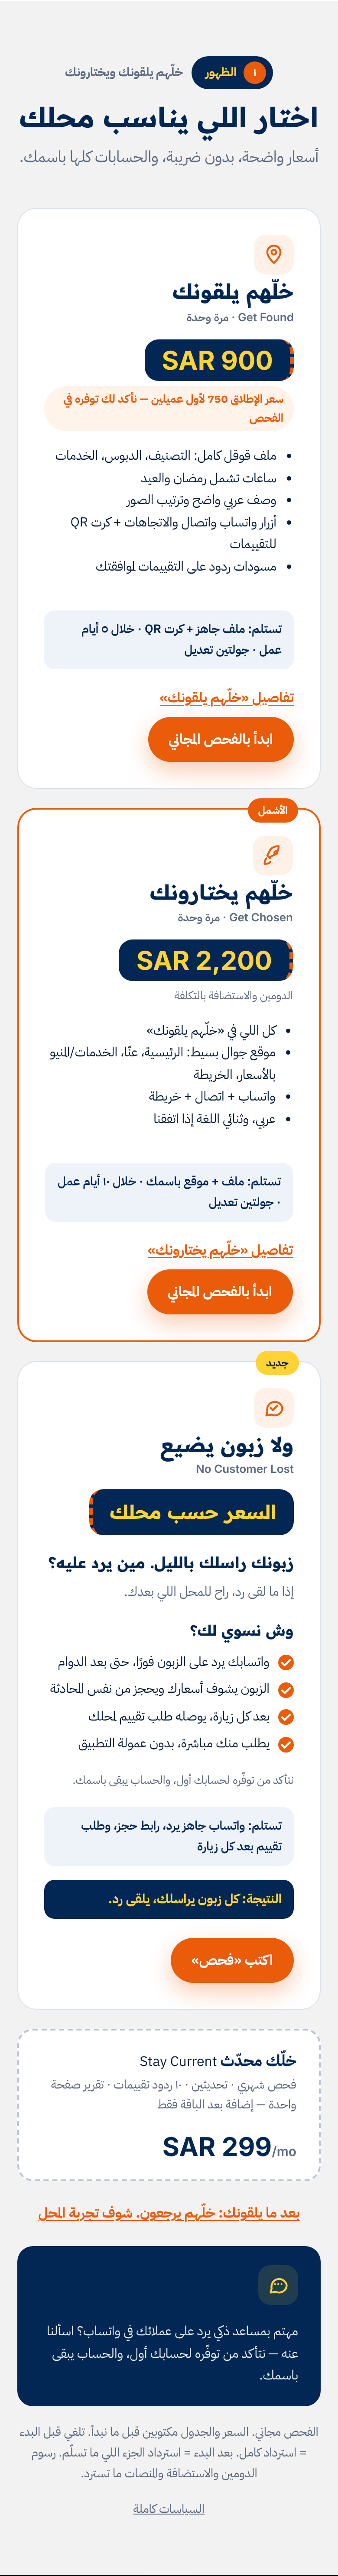 ١ الظهور خلّهم يلقونك ويختارونك
اختار اللي يناسب محلك
أسعار واضحة، بدون ضريبة، والحسابات كلها باسمك.
خلّهم يلقونك
Get Found · مرة وحدة
SAR 900
سعر الإطلاق 750 لأول عميلين — نأكد لك توفره في
الفحص
• ملف قوقل كامل: التصنيف، الدبوس، الخدمات
• ساعات تشمل رمضان والعيد
• وصف عربي واضح وترتيب الصور
• أزرار واتساب واتصال والاتجاهات + كرت QR
للتقييمات
• مسودات ردود على التقييمات لموافقتك
تستلم: ملف جاهز + كرت QR · خلال ٥ أيام
عمل · جولتين تعديل
تفاصيل «خلّهم يلقونك»
ابدأ بالفحص المجاني
الأشمل
خلّهم يختارونك
Get Chosen · مرة وحدة
SAR 2,200
الدومين والاستضافة بالتكلفة
• كل اللي في «خلّهم يلقونك»
• موقع جوال بسيط: الرئيسية، عنّا، الخدمات/المنيو
بالأسعار، الخريطة
• واتساب + اتصال + خريطة
• عربي، وثنائي اللغة إذا اتفقنا
تستلم: ملف + موقع باسمك · خلال ١٠ أيام عمل
· جولتين تعديل
تفاصيل «خلّهم يختارونك»
ابدأ بالفحص المجاني
جديد
ولا زبون يضيع
No Customer Lost
السعر حسب محلك
زبونك راسلك بالليل. مين يرد عليه؟
إذا ما لقى رد، راح للمحل اللي بعدك.
وش نسوي لك؟
واتسابك يرد على الزبون فورًا، حتى بعد الدوام
الزبون يشوف أسعارك ويحجز من نفس المحادثة
بعد كل زيارة، يوصله طلب تقييم لمحلك
يطلب منك مباشرة، بدون عمولة التطبيق
نتأكد من توفّره لحسابك أول، والحساب يبقى باسمك.
تستلم: واتساب جاهز يرد، رابط حجز، وطلب
تقييم بعد كل زيارة
النتيجة: كل زبون يراسلك، يلقى رد.
اكتب «فحص»
خلّك محدّث Stay Current
فحص شهري · تحديثين · ١٠ ردود تقييمات · تقرير صفحة
واحدة — إضافة بعد الباقة فقط
SAR 299/mo
بعد ما يلقونك: خلّهم يرجعون. شوف تجربة المحل
مهتم بمساعد ذكي يرد على عملائك في واتساب؟ اسألنا
عنه — نتأكد من توفّره لحسابك أول، والحساب يبقى
باسمك.
الفحص مجاني. السعر والجدول مكتوبين قبل ما نبدأ. تلغي قبل البدء
= استرداد كامل. بعد البدء = استرداد الجزء اللي ما تسلّم. رسوم
الدومين والاستضافة والمنصات ما تسترد.
السياسات كاملة